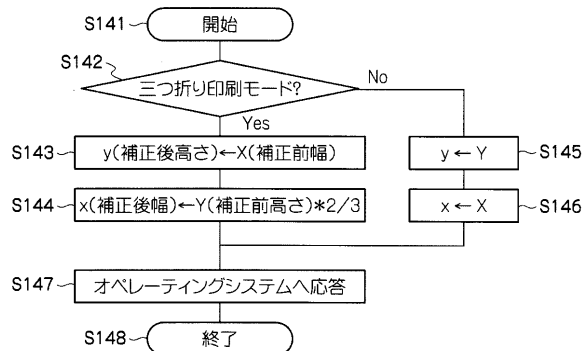 S141
開始
S142
三つ折り印刷モード?
No
Yes
S143
y(補正後高さ)←X(補正前幅)
y←Y
S145
S144
x(補正後幅)←Y(補正前高さ)*2/3
x←X
S146
S147
オペレーティングシステムへ応答
S148
終了